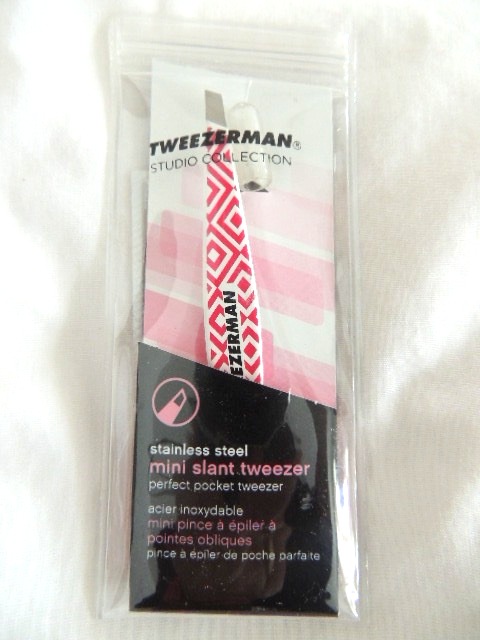 TWEEZERMAN®
STUDIO COLLECTION
EZERMAN
stainless steel
mini slant tweezer
perfect pocket tweezer
acier inoxydable
mini pince à épiler à
pointes obliques
pince à épiler de poche parfaite